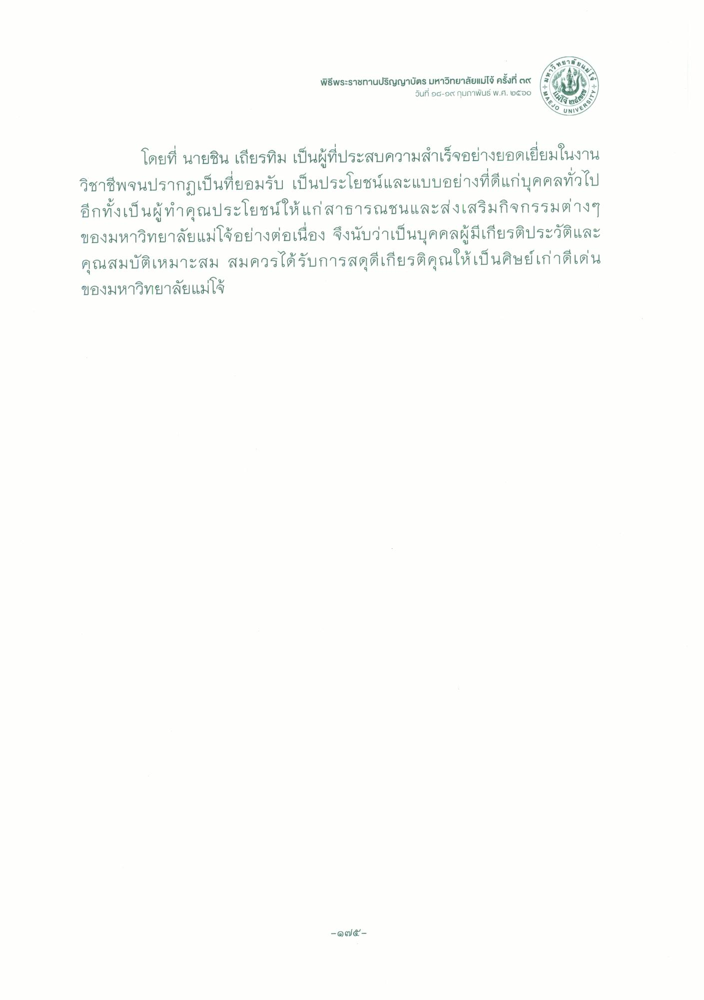 พิธีพระราชทานปริญญาบัตร มหาวิทยาลัยแม่โจ้ ครั้งที่ ๓๙
วันที่ ๑๘-๑๙ กุมภาพันธ์ พ.ศ. ๒๕๖๐
มหาวิทยาลัยแม่โจ้
แม่โจ้ ๒๔๗๗
MAEJO UNIVERSITY
โดยที่ นายชิน เถียรทิม เป็นผู้ที่ประสบความสำเร็จอย่างยอดเยี่ยมในงาน
วิชาชีพจนปรากฏเป็นที่ยอมรับ เป็นประโยชน์และแบบอย่างที่ดีแก่บุคคลทั่วไป
อีกทั้งเป็นผู้ทำคุณประโยชน์ให้แก่สาธารณชนและส่งเสริมกิจกรรมต่างๆ
ของมหาวิทยาลัยแม่โจ้อย่างต่อเนื่อง จึงนับว่าเป็นบุคคลผู้มีเกียรติประวัติและ
คุณสมบัติเหมาะสม สมควรได้รับการสดุดีเกียรติคุณให้เป็นศิษย์เก่าดีเด่น
ของมหาวิทยาลัยแม่โจ้
-๑๗๕-